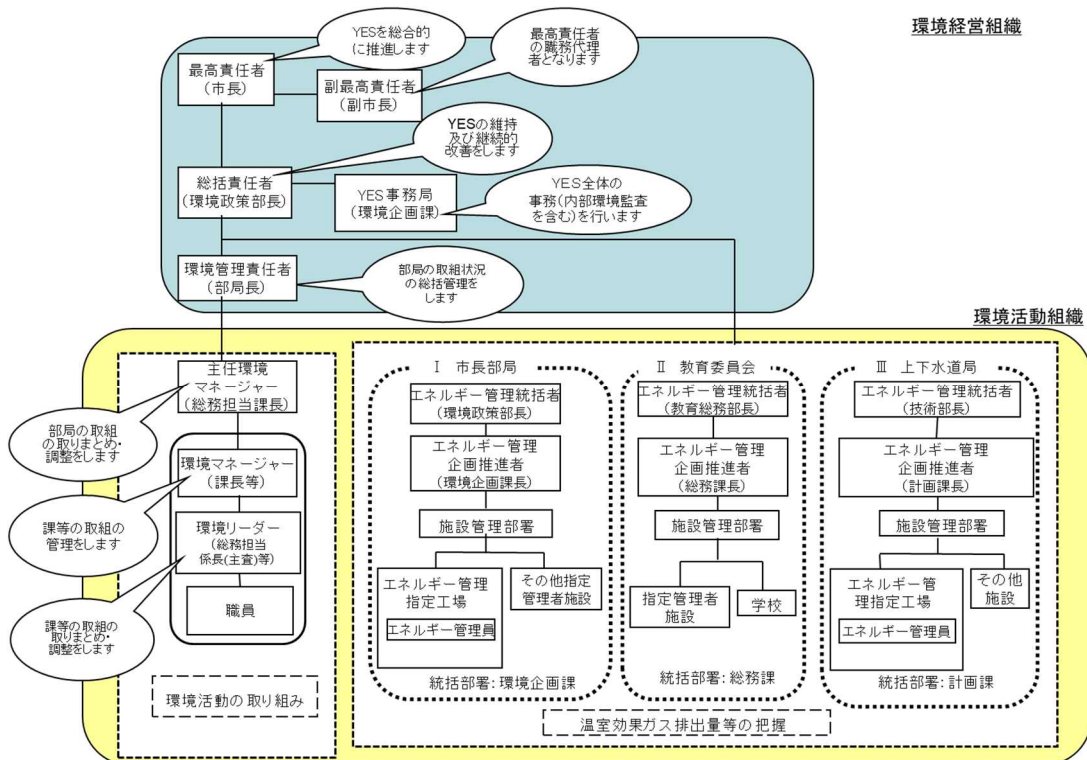 環境経営組織
YESを総合的
に推進します
最高責任者
の職務代理
者となります
最高責任者
(市長)
副最高責任者
(副市長)
YESの維持
及び継続的
改善をします
総括責任者
(環境政策部長)
YES事務局
(環境企画課)
YES全体の
事務(内部環境監査
を含む)を行います
環境管理責任者
(部局長)
部局の取組状況
の総括管理を
します
環境活動組織
主任環境
マネージャー
(総務担当課長)
部局の取組
の取りまとめ・
調整をします
環境マネージャー
(課長等)
課等の取組の
管理をします
環境リーダー
(総務担当
係長(主査)等)
職員
課等の取組の
取りまとめ・
調整をします
環境活動の取り組み
Ⅰ 市長部局
エネルギー管理統括者
(環境政策部長)
エネルギー管理
企画推進者
(環境企画課長)
施設管理部署
エネルギー管理
指定工場
エネルギー管理員
その他指定
管理者施設
統括部署:環境企画課
Ⅱ 教育委員会
エネルギー管理統括者
(教育総務部長)
エネルギー管理
企画推進者
(総務課長)
施設管理部署
指定管理者
施設
学校
統括部署:総務課
Ⅲ 上下水道局
エネルギー管理統括者
(技術部長)
エネルギー管理
企画推進者
(計画課長)
施設管理部署
エネルギー管
理指定工場
エネルギー管理員
その他
施設
統括部署:計画課
温室効果ガス排出量等の把握